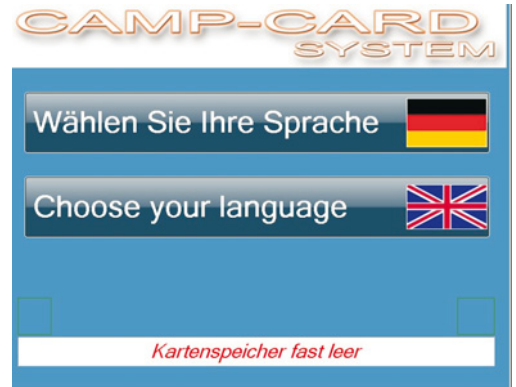 CAMP-CARD
SYSTEM
Wählen Sie Ihre Sprache
Choose your language
Kartenspeicher fast leer